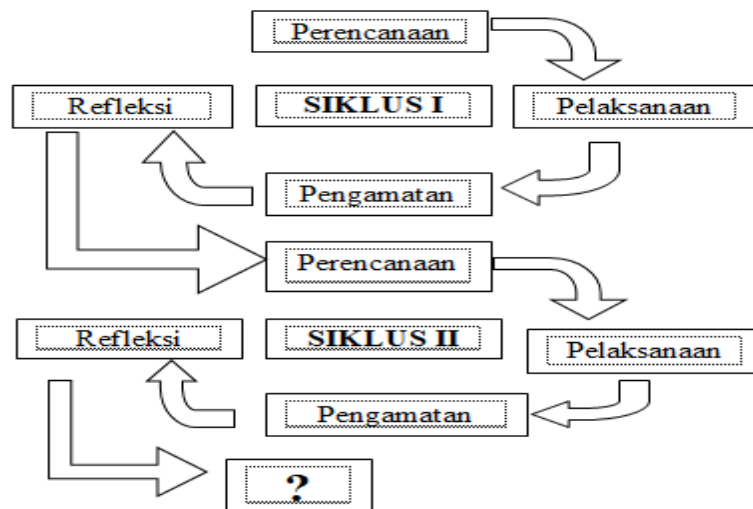 Perencanaan
Refleksi
SIKLUS I
Pelaksanaan
Pengamatan
Perencanaan
Refleksi
SIKLUS II
Pelaksanaan
Pengamatan
?